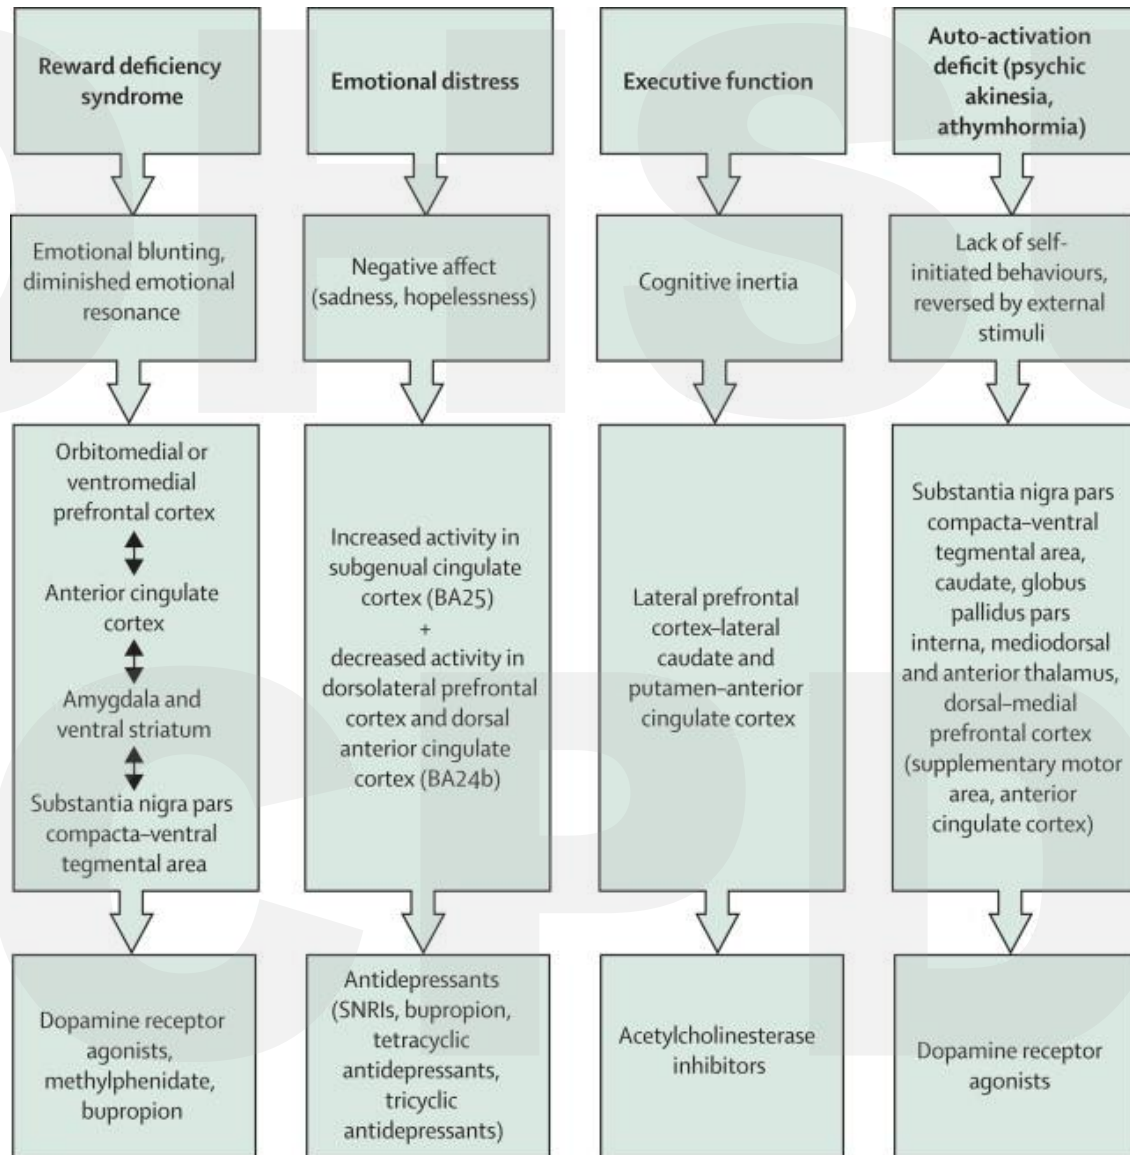 Reward deficiency
syndrome
Emotional blunting,
diminished emotional
resonance
Orbitomedial or
ventromedial
prefrontal cortex
Anterior cingulate
cortex
Amygdala and
ventral striatum
Substantia nigra pars
compacta–ventral
tegmental area
Dopamine receptor
agonists,
methylphenidate,
bupropion
Emotional distress
Negative affect
(sadness, hopelessness)
Increased activity in
subgenual cingulate
cortex (BA25)
+
decreased activity in
dorsolateral prefrontal
cortex and dorsal
anterior cingulate
cortex (BA24b)
Antidepressants
(SNRIs, bupropion,
tetracyclic
antidepressants,
tricyclic
antidepressants)
Executive function
Cognitive inertia
Lateral prefrontal
cortex–lateral
caudate and
putamen–anterior
cingulate cortex
Acetylcholinesterase
inhibitors
Auto-activation
deficit (psychic
akinesia,
athymhormia)
Lack of self-
initiated behaviours,
reversed by external
stimuli
Substantia nigra pars
compacta–ventral
tegmental area,
caudate, globus
pallidus pars
interna, mediodorsal
and anterior thalamus,
dorsal–medial
prefrontal cortex
(supplementary motor
area, anterior
cingulate cortex)
Dopamine receptor
agonists